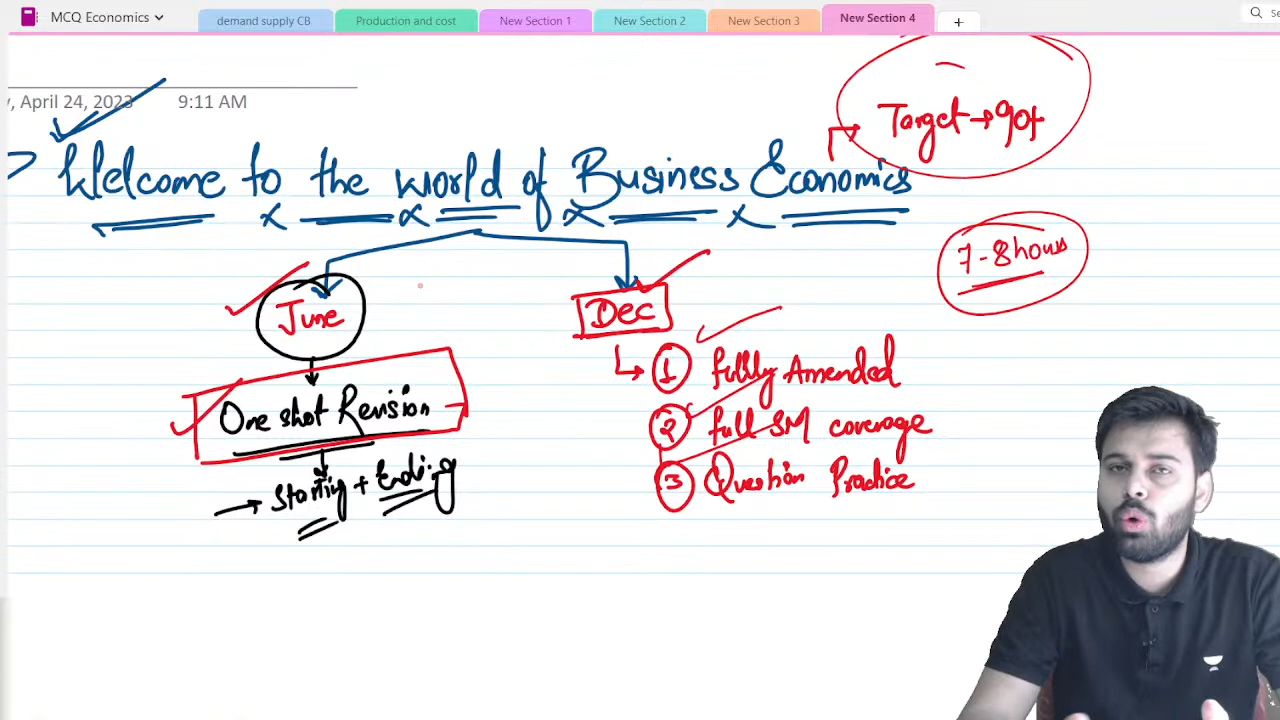 MCQ Economics
demand supply CB
Production and cost
New Section 1
New Section 2
New Section 3
New Section 4
+
April 24, 2023 9:11 AM
Target → 90+
Welcome to the world of Business Economics
7-8 hours
June
Dec
① Fully Amended
One shot Revision
② full SM coverage
→ Starting + Ending
③ Question Practice